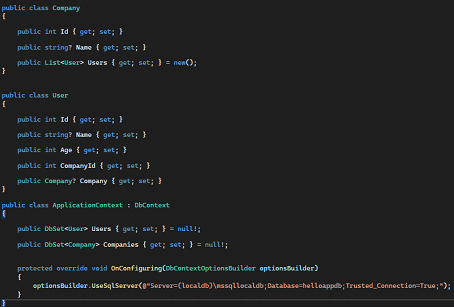 public class Company
{
public int Id { get; set; }
public string? Name { get; set; }
public List<User> Users { get; set; } = new();
}
public class User
{
public int Id { get; set; }
public string? Name { get; set; }
public int Age { get; set; }
public int CompanyId { get; set; }
public Company? Company { get; set; }
}
public class ApplicationContext : DbContext
{
public DbSet<User> Users { get; set; } = null!;
public DbSet<Company> Companies { get; set; } = null!;
protected override void OnConfiguring(DbContextOptionsBuilder optionsBuilder)
{
optionsBuilder.UseSqlServer(@"Server=(localdb)\mssqllocaldb;Database=helloappdb;Trusted_Connection=True;");
}
}